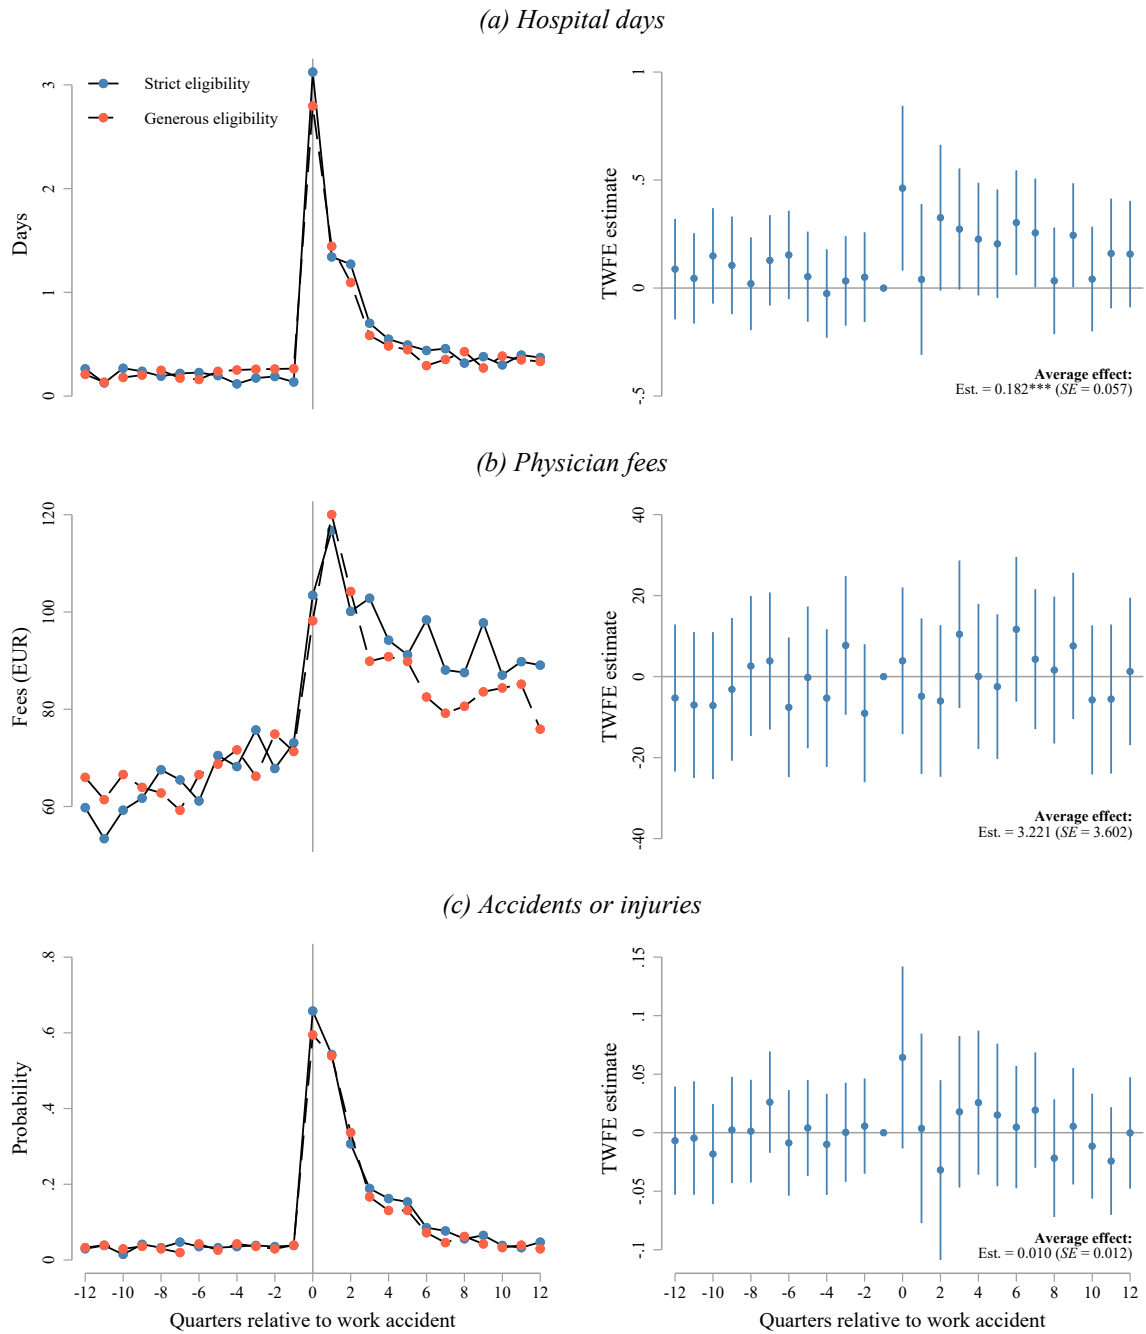 (a) Hospital days
Strict eligibility
Generous eligibility
Days
0
1
2
3
TWFE estimate
-.5
0
.5
1
Average effect:
Est. = 0.182*** (SE = 0.057)
(b) Physician fees
Fees (EUR)
60
80
100
120
TWFE estimate
-40
-20
0
20
40
Average effect:
Est. = 3.221 (SE = 3.602)
(c) Accidents or injuries
Probability
0
.2
.4
.6
.8
-12 -10 -8 -6 -4 -2 0 2 4 6 8 10 12
Quarters relative to work accident
TWFE estimate
-.1
-.05
0
.05
.1
.15
Average effect:
Est. = 0.010 (SE = 0.012)
-12 -10 -8 -6 -4 -2 0 2 4 6 8 10 12
Quarters relative to work accident